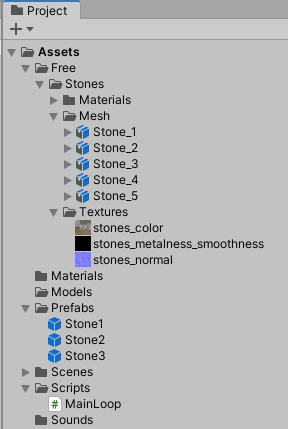 Project
Assets
Free
Stones
Materials
Mesh
Stone_1
Stone_2
Stone_3
Stone_4
Stone_5
Textures
stones_color
stones_metalness_smoothness
stones_normal
Materials
Models
Prefabs
Stone1
Stone2
Stone3
Scenes
Scripts
# MainLoop
Sounds